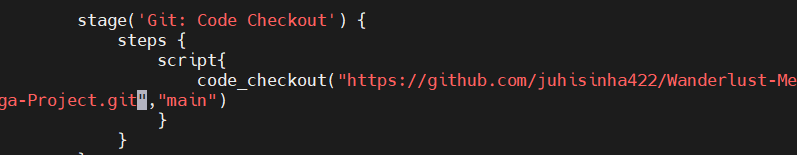 stage('Git: Code Checkout') {
steps {
script{
code_checkout("https://github.com/juhisinha422/Wanderlust-Me
ga-Project.git","main")
}
}
}